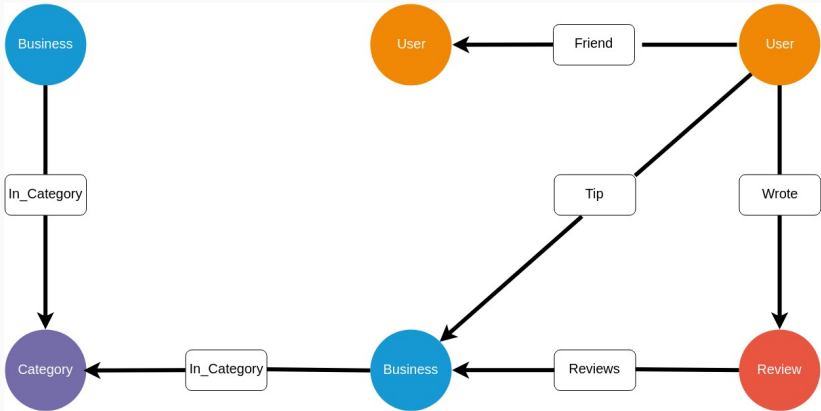 Business
User
Friend
User
In_Category
Tip
Wrote
Category
In_Category
Business
Reviews
Review